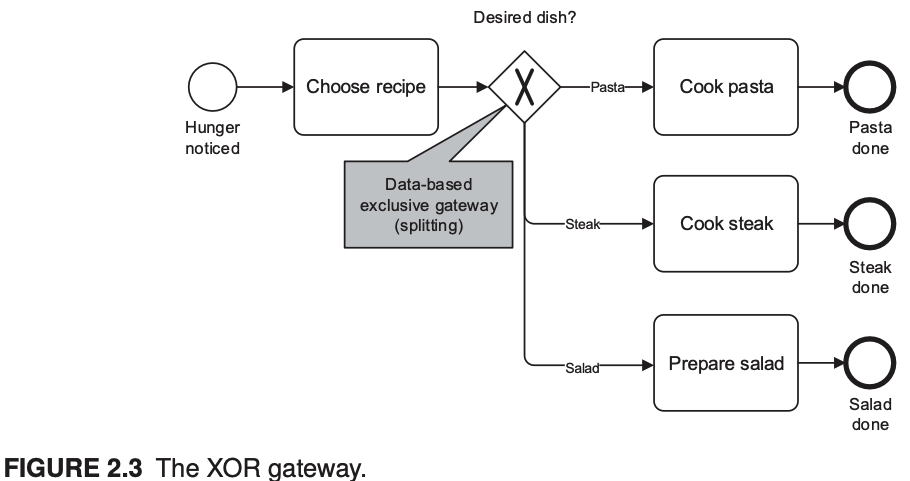 Desired dish?
Choose recipe
X
Pasta
Cook pasta
Hunger
noticed
Pasta
done
Data-based
exclusive gateway
(splitting)
Steak
Cook steak
Steak
done
Salad
Prepare salad
Salad
done
FIGURE 2.3 The XOR gateway.